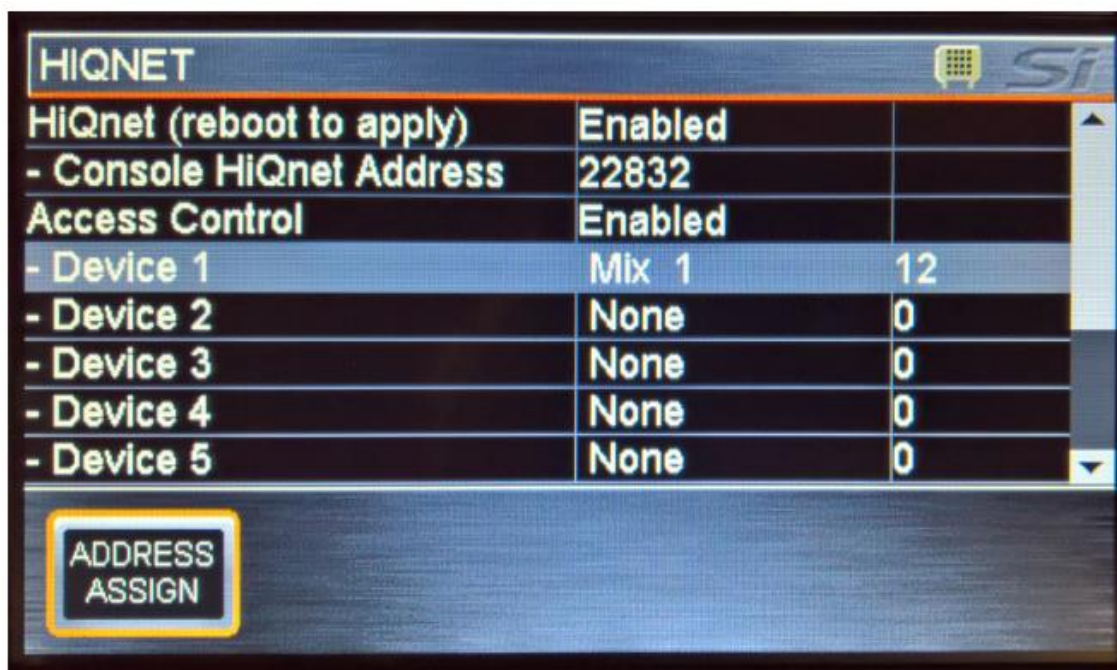 HIQNET Si
HiQnet (reboot to apply) Enabled
- Console HiQnet Address 22832
Access Control Enabled
- Device 1 Mix 1 12
- Device 2 None 0
- Device 3 None 0
- Device 4 None 0
- Device 5 None 0
ADDRESS
ASSIGN